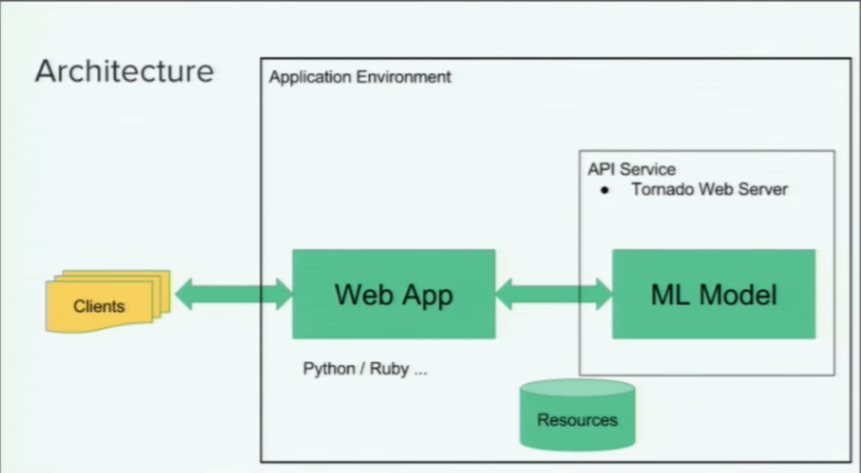 Architecture
Application Environment
API Service
● Tornado Web Server
Clients
Web App
ML Model
Python / Ruby ...
Resources